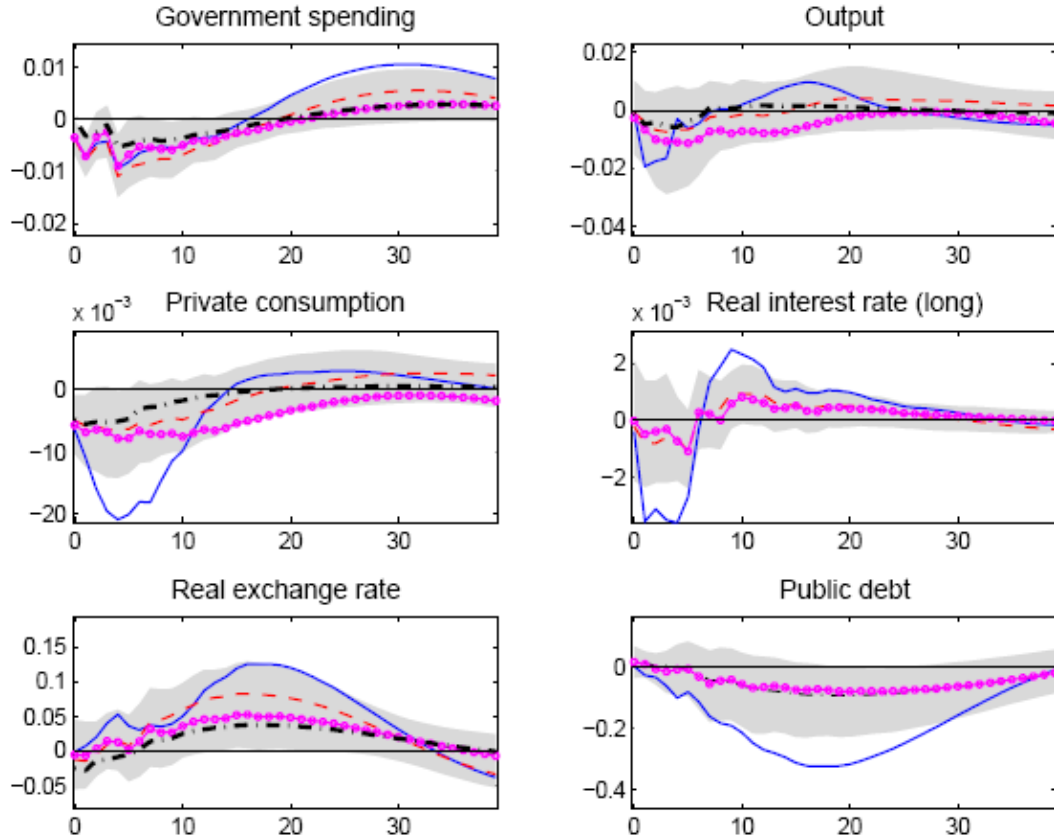 Government spending
0.01
0
−0.01
−0.02
0 10 20 30
Output
0.02
0
−0.02
−0.04
0 10 20 30
Private consumption
x 10−3
0
−10
−20
0 10 20 30
Real interest rate (long)
x 10−3
2
0
−2
0 10 20 30
Real exchange rate
0.15
0.1
0.05
0
−0.05
0 10 20 30
Public debt
0
−0.2
−0.4
0 10 20 30